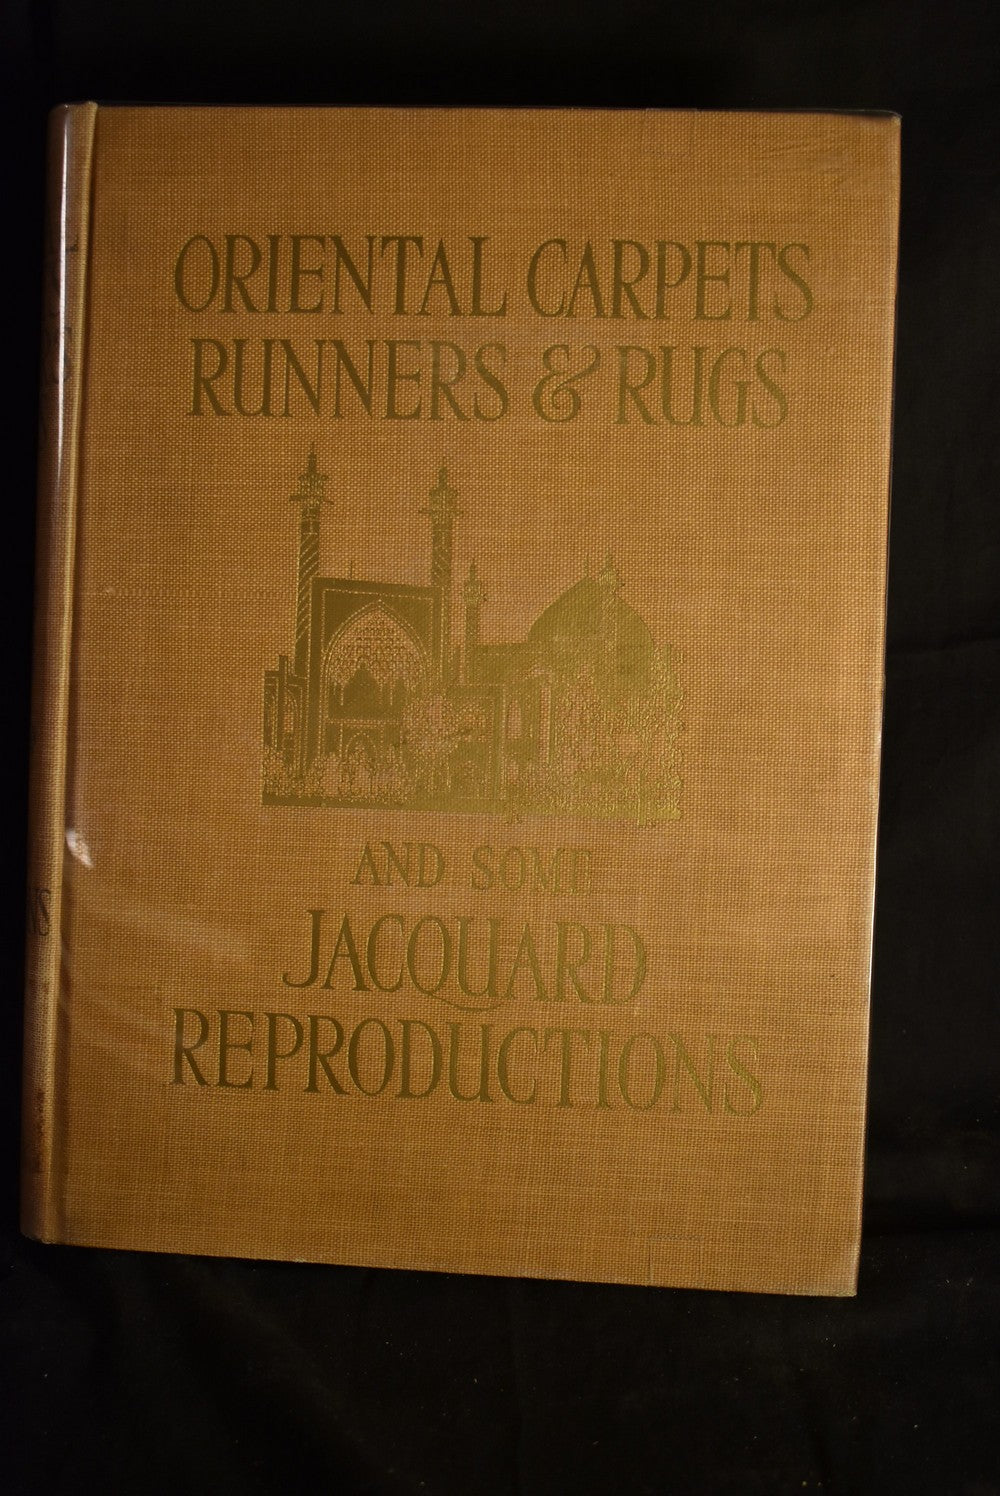 ORIENTAL CARPETS
RUNNERS & RUGS
AND SOME
JACQUARD
REPRODUCTIONS